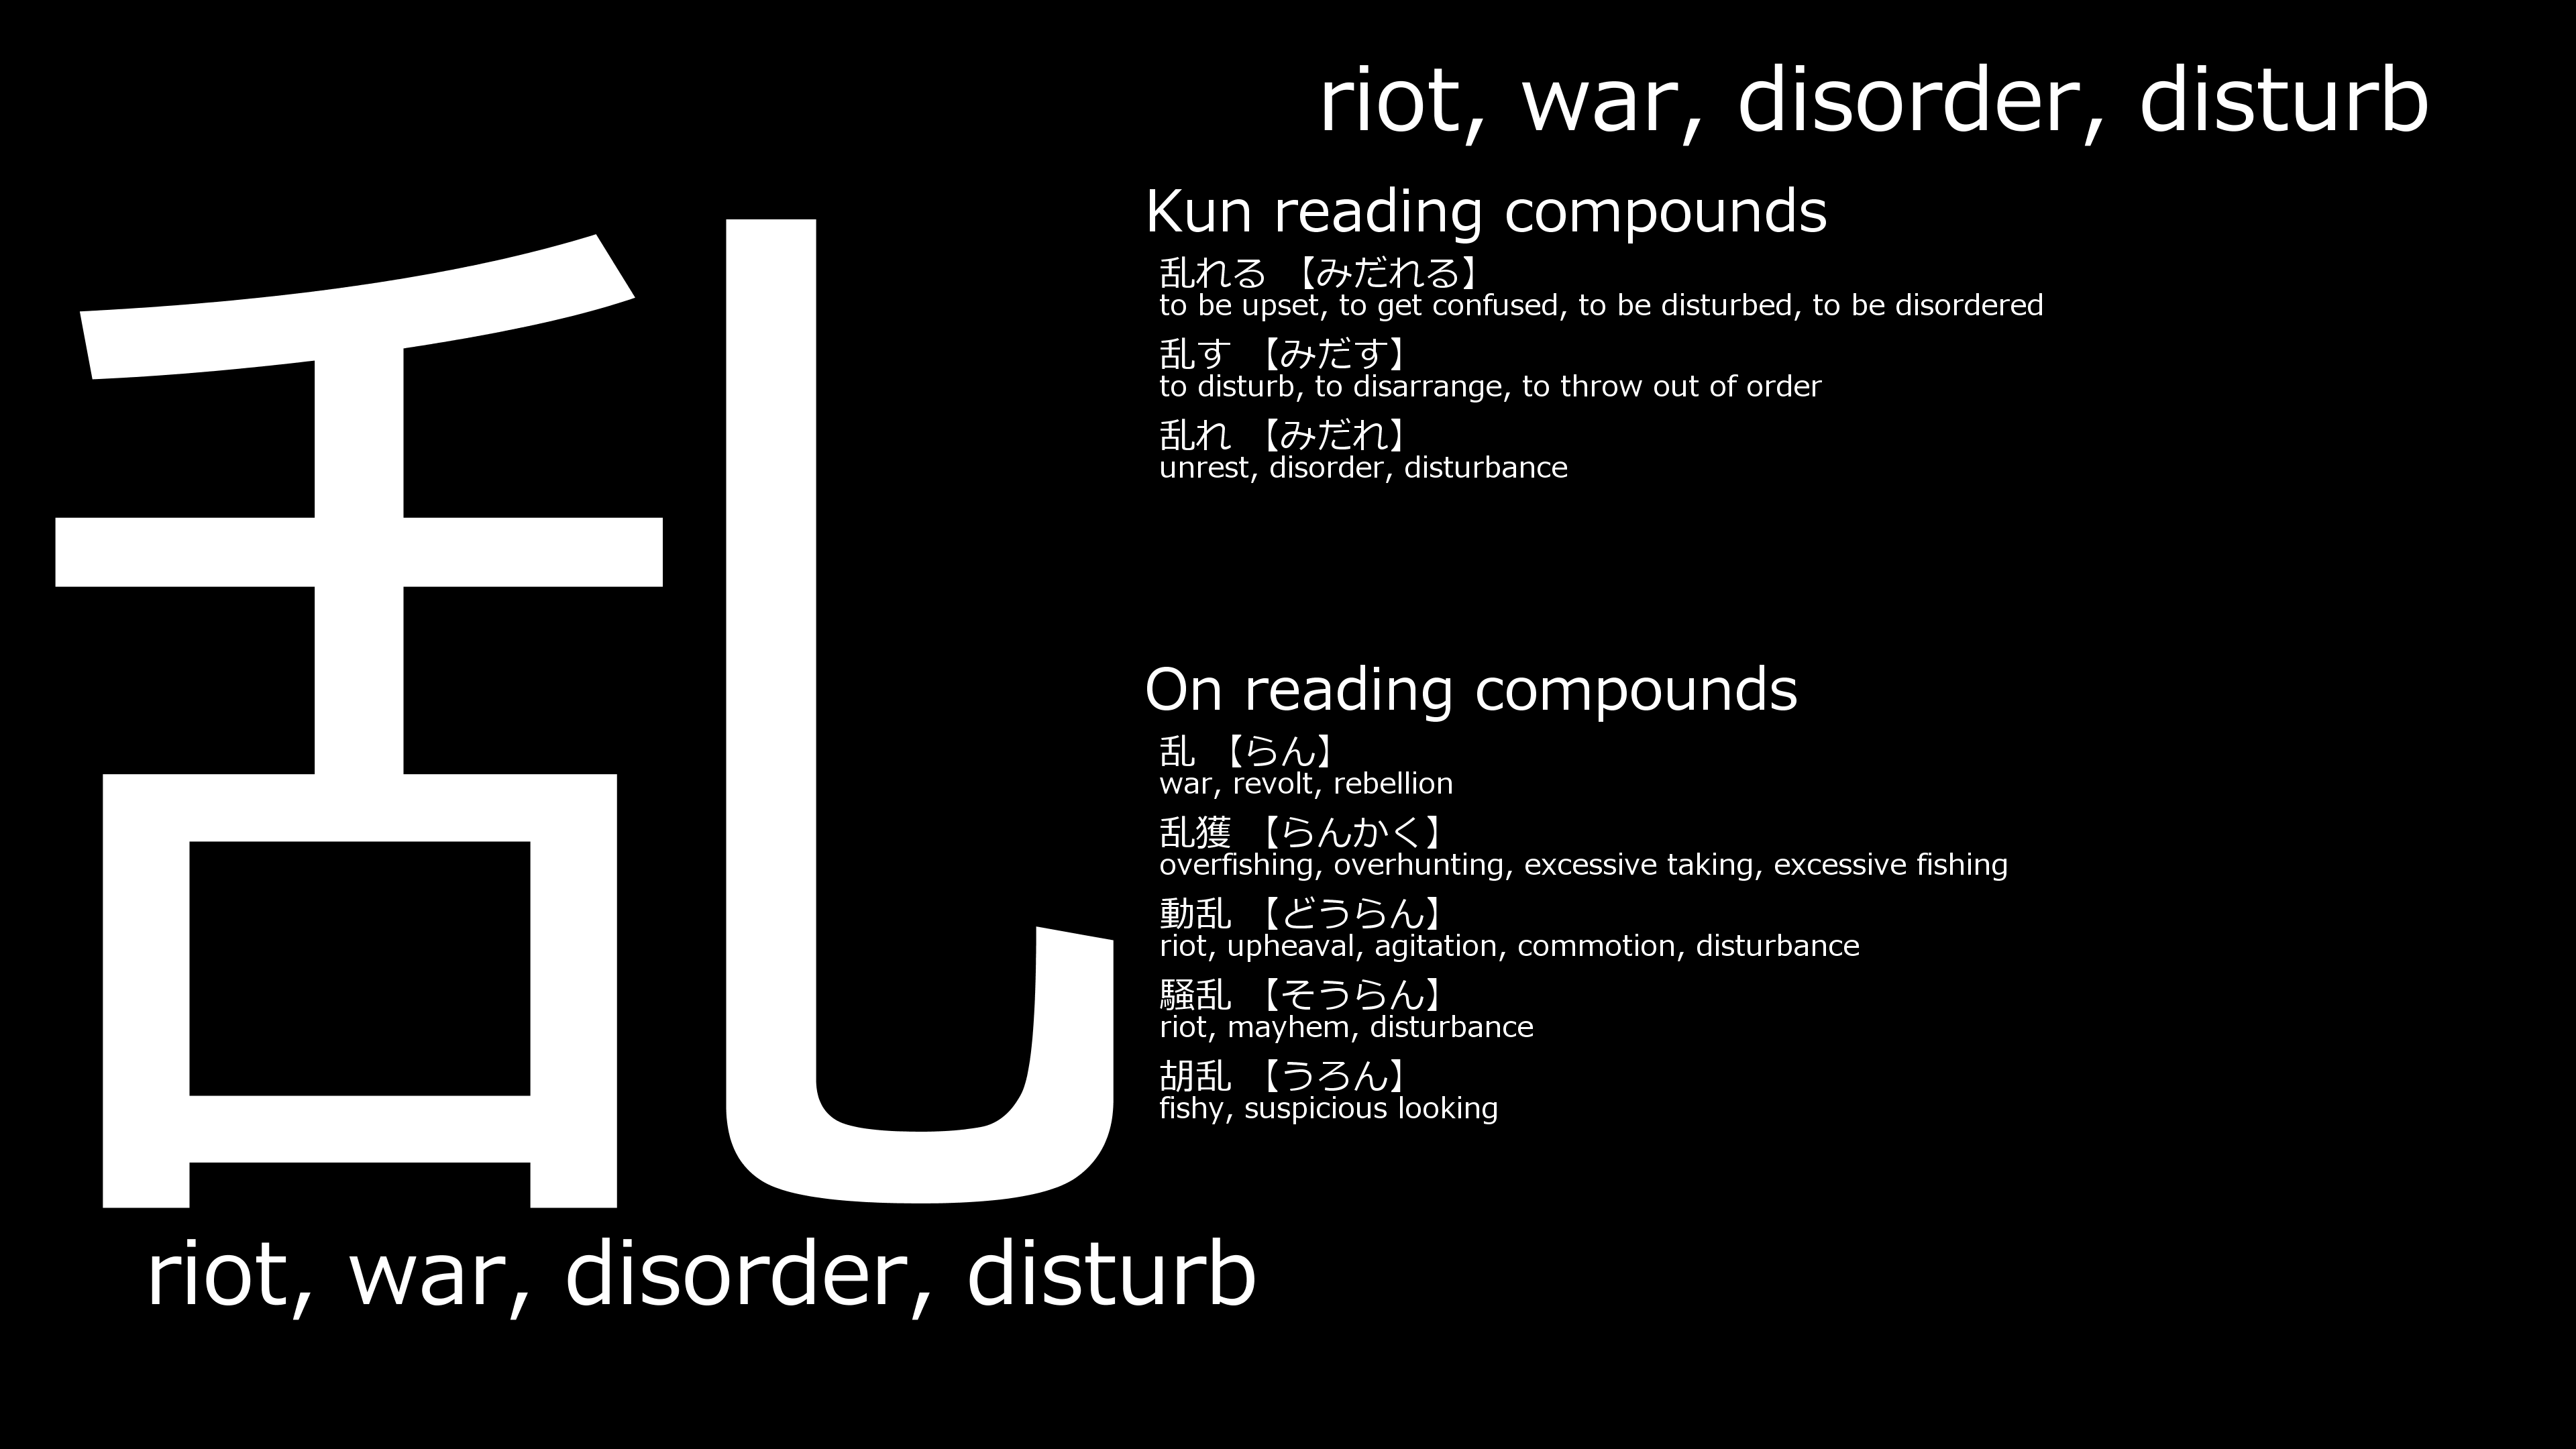 riot, war, disorder, disturb
乱
Kun reading compounds
乱れる 【みだれる】
to be upset, to get confused, to be disturbed, to be disordered
乱す 【みだす】
to disturb, to disarrange, to throw out of order
乱れ 【みだれ】
unrest, disorder, disturbance
On reading compounds
乱 【らん】
war, revolt, rebellion
乱獲 【らんかく】
overfishing, overhunting, excessive taking, excessive fishing
動乱 【どうらん】
riot, upheaval, agitation, commotion, disturbance
騒乱 【そうらん】
riot, mayhem, disturbance
胡乱 【うろん】
fishy, suspicious looking
riot, war, disorder, disturb